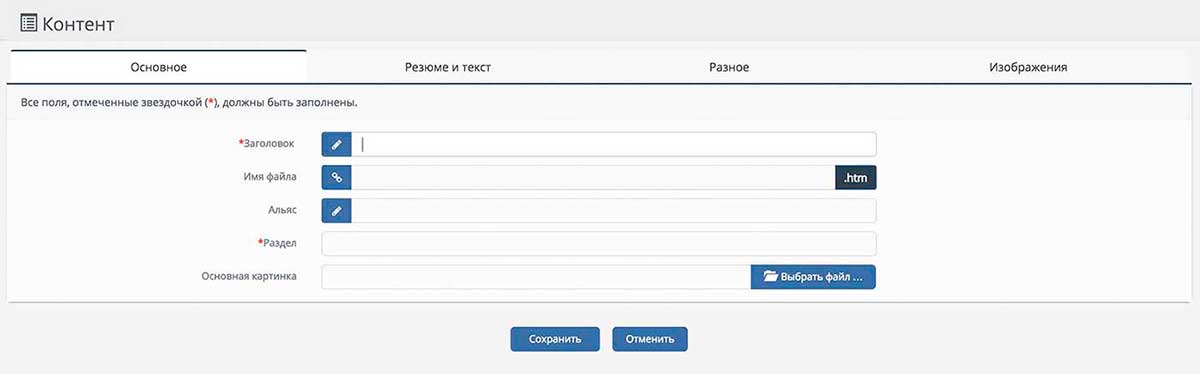 Контент
Основное Резюме и текст Разное Изображения
Все поля, отмеченные звездочкой (*), должны быть заполнены.
*Заголовок
Имя файла .htm
Альяс
*Раздел
Основная картинка Выбрать файл ...
Сохранить Отменить